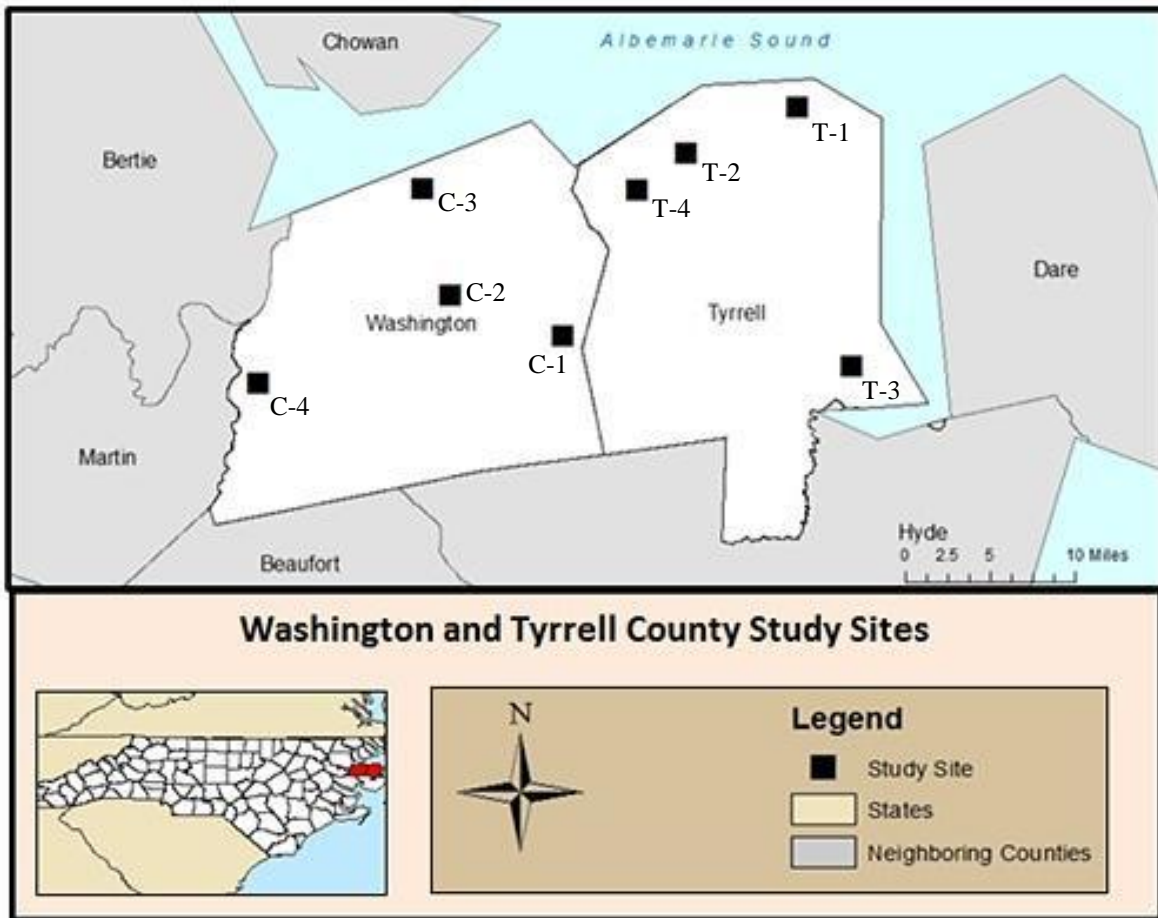 Chowan
Albemarle Sound
Bertie
T-1
T-2
C-3
T-4
Dare
C-2
Washington
Tyrrell
C-1
T-3
C-4
Martin
Hyde
Beaufort
0 2.5 5 10 Miles
Washington and Tyrrell County Study Sites
N
Legend
Study Site
States
Neighboring Counties